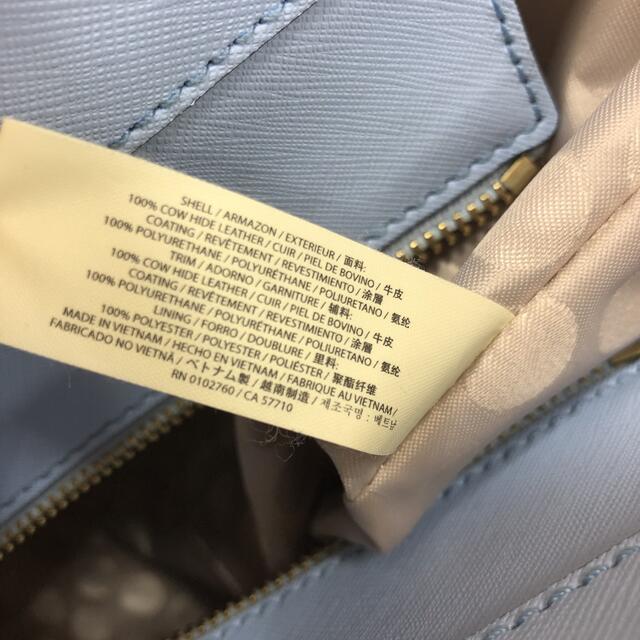 SHELL / ARMAZON / EXTERIEUR / 面料:
100% COW HIDE LEATHER / CUIR / PIEL DE BOVINO / 牛皮
COATING / REVÊTEMENT / REVESTIMIENTO / 涂層
100% POLYURETHANE / POLYURÉTHANE / POLIURETANO / 氨纶
TRIM / ADORNO / GARNITURE / 辅料:
100% COW HIDE LEATHER / CUIR / PIEL DE BOVINO / 牛皮
COATING / REVÊTEMENT / REVESTIMIENTO / 涂層
100% POLYURETHANE / POLYURÉTHANE / POLIURETANO / 氨纶
LINING / FORRO / DOUBLURE / 里料:
100% POLYESTER / POLYESTER / 聚酯纤维
MADE IN VIETNAM / HECHO EN VIETNAM / FABRIQUE AU VIETNAM /
FABRICADO NO VIETNÃ / ベトナム製 / 越南制造 / 제조국명 : 베트남
RN 0102760 / CA 57710